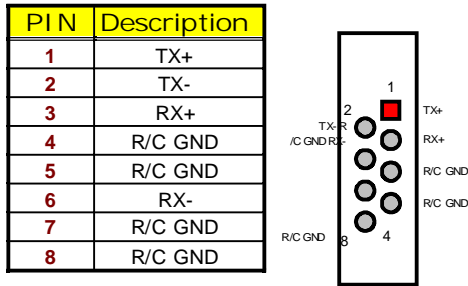 PIN Description
1 TX+
2 TX-
3 RX+
4 R/C GND
5 R/C GND
6 RX-
7 R/C GND
8 R/C GND
1
2 TX+
TX-R
/C GND RX- RX+
R/C GND
R/C GND
R/C GND 8 4